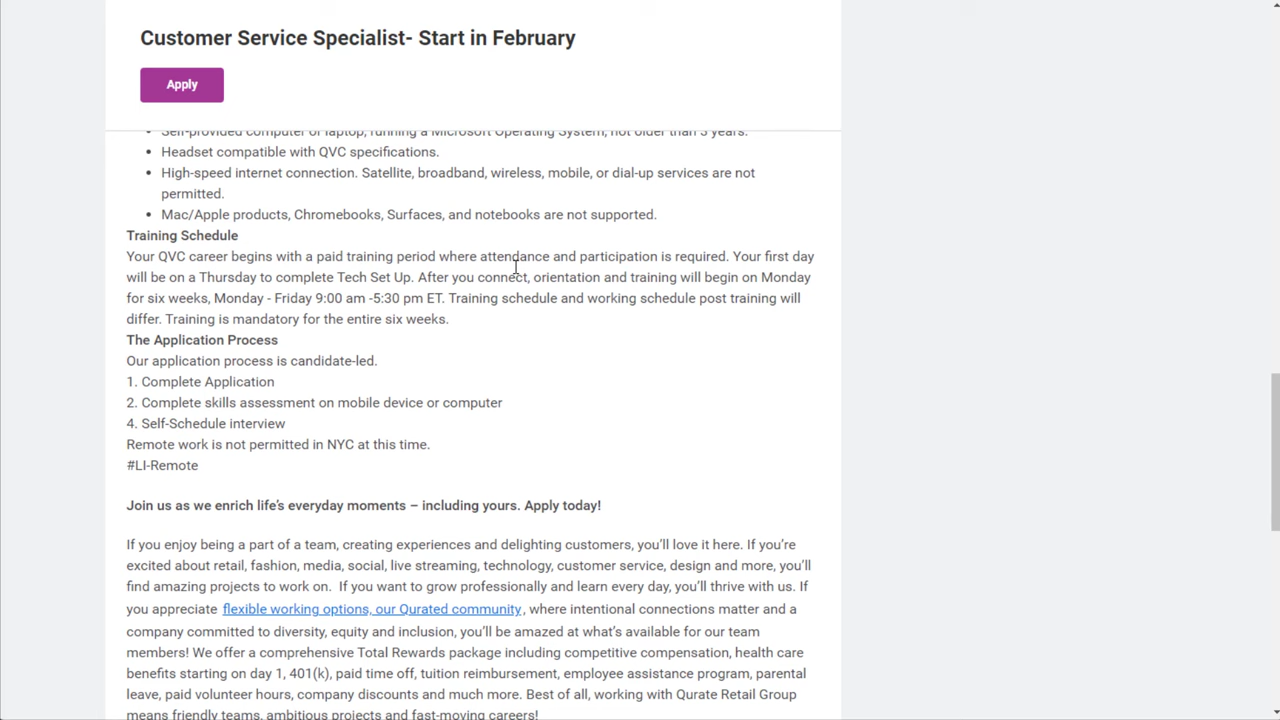 Customer Service Specialist- Start in February
Apply
Self-provided computer or laptop, running a Microsoft Operating System, not older than 5 years.
• Headset compatible with QVC specifications.
• High-speed internet connection. Satellite, broadband, wireless, mobile, or dial-up services are not
permitted.
• Mac/Apple products, Chromebooks, Surfaces, and notebooks are not supported.
Training Schedule
Your QVC career begins with a paid training period where attendance and participation is required. Your first day
will be on a Thursday to complete Tech Set Up. After you connect, orientation and training will begin on Monday
for six weeks, Monday - Friday 9:00 am -5:30 pm ET. Training schedule and working schedule post training will
differ. Training is mandatory for the entire six weeks.
The Application Process
Our application process is candidate-led.
1. Complete Application
2. Complete skills assessment on mobile device or computer
4. Self-Schedule interview
Remote work is not permitted in NYC at this time.
#LI-Remote
Join us as we enrich life’s everyday moments – including yours. Apply today!
If you enjoy being a part of a team, creating experiences and delighting customers, you’ll love it here. If you’re
excited about retail, fashion, media, social, live streaming, technology, customer service, design and more, you’ll
find amazing projects to work on.  If you want to grow professionally and learn every day, you’ll thrive with us. If
you appreciate flexible working options, our Qurated community, where intentional connections matter and a
company committed to diversity, equity and inclusion, you’ll be amazed at what’s available for our team
members! We offer a comprehensive Total Rewards package including competitive compensation, health care
benefits starting on day 1, 401(k), paid time off, tuition reimbursement, employee assistance program, parental
leave, paid volunteer hours, company discounts and much more. Best of all, working with Qurate Retail Group
means friendly teams, ambitious projects and fast-moving careers!